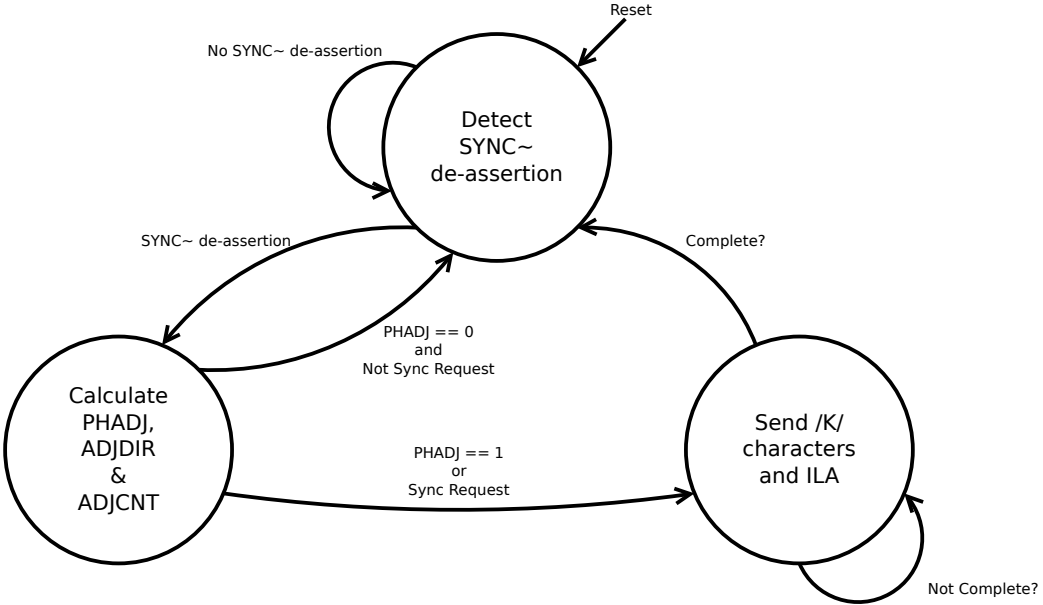 Reset
No SYNC~ de-assertion
Detect
SYNC~
de-assertion
SYNC~ de-assertion
Complete?
PHADJ == 0
and
Not Sync Request
Calculate
PHADJ,
ADJDIR
&
ADJCNT
Send /K/
characters
and ILA
PHADJ == 1
or
Sync Request
Not Complete?